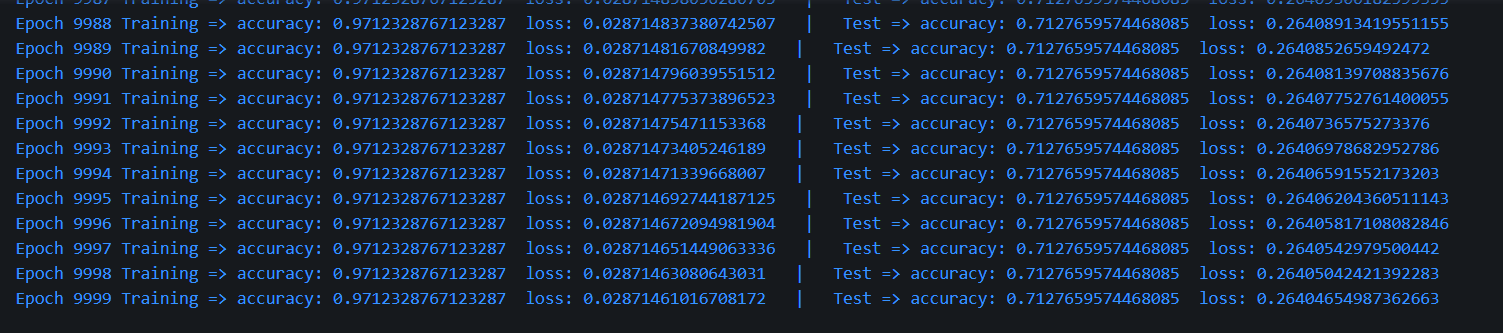 Epoch 9988 Training => accuracy: 0.9712328767123287 loss: 0.028714837380742507 | Test => accuracy: 0.7127659574468085 loss: 0.26408913419551155
Epoch 9989 Training => accuracy: 0.9712328767123287 loss: 0.02871481670849982 | Test => accuracy: 0.7127659574468085 loss: 0.2640852659492472
Epoch 9990 Training => accuracy: 0.9712328767123287 loss: 0.028714796039551512 | Test => accuracy: 0.7127659574468085 loss: 0.26408139708835676
Epoch 9991 Training => accuracy: 0.9712328767123287 loss: 0.028714775373896523 | Test => accuracy: 0.7127659574468085 loss: 0.26407752761400055
Epoch 9992 Training => accuracy: 0.9712328767123287 loss: 0.02871475471153368 | Test => accuracy: 0.7127659574468085 loss: 0.2640736575273376
Epoch 9993 Training => accuracy: 0.9712328767123287 loss: 0.02871473405246189 | Test => accuracy: 0.7127659574468085 loss: 0.26406978682952786
Epoch 9994 Training => accuracy: 0.9712328767123287 loss: 0.02871471339668007 | Test => accuracy: 0.7127659574468085 loss: 0.26406591552173203
Epoch 9995 Training => accuracy: 0.9712328767123287 loss: 0.028714692744187125 | Test => accuracy: 0.7127659574468085 loss: 0.26406204360511143
Epoch 9996 Training => accuracy: 0.9712328767123287 loss: 0.028714672094981904 | Test => accuracy: 0.7127659574468085 loss: 0.26405817108082846
Epoch 9997 Training => accuracy: 0.9712328767123287 loss: 0.028714651449063336 | Test => accuracy: 0.7127659574468085 loss: 0.2640542979500442
Epoch 9998 Training => accuracy: 0.9712328767123287 loss: 0.02871463080643031 | Test => accuracy: 0.7127659574468085 loss: 0.26405042421392283
Epoch 9999 Training => accuracy: 0.9712328767123287 loss: 0.02871461016708172 | Test => accuracy: 0.7127659574468085 loss: 0.26404654987362663